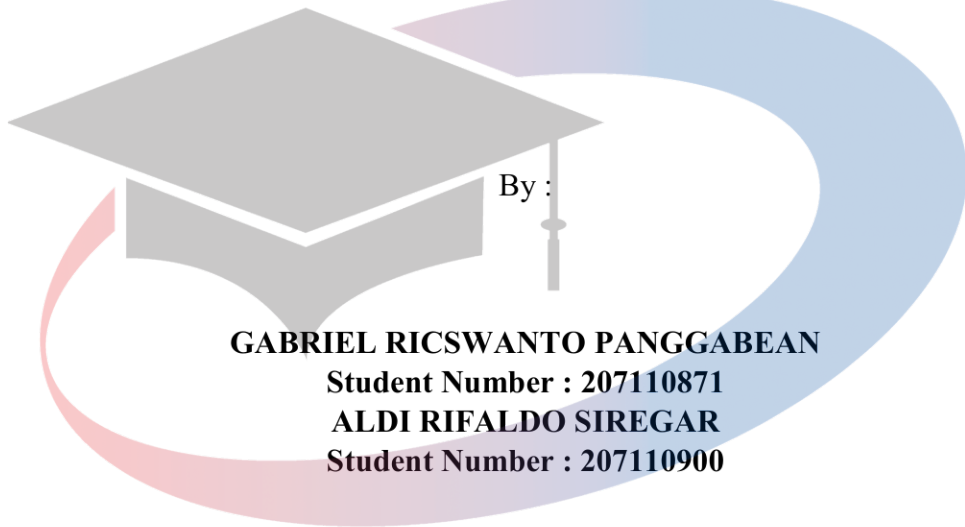 By :
GABRIEL RICSWANTO PANGGABEAN
Student Number : 207110871
ALDI RIFALDO SIREGAR
Student Number : 207110900